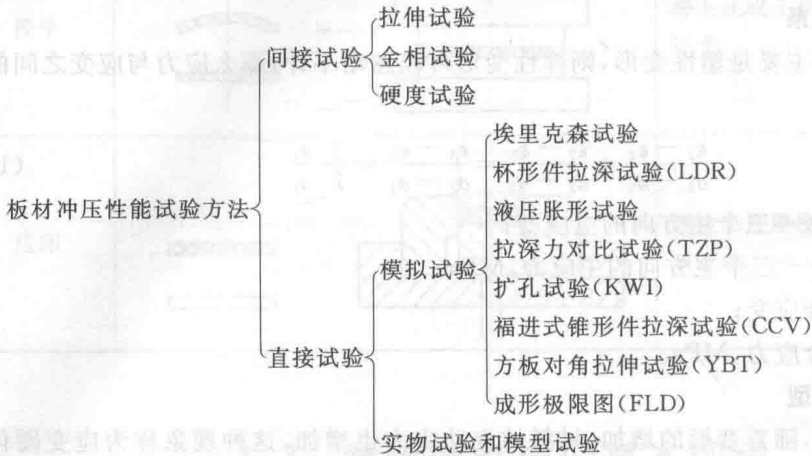 板材冲压性能试验方法
间接试验
拉伸试验
金相试验
硬度试验
直接试验
模拟试验
埃里克森试验
杯形件拉深试验(LDR)
液压胀形试验
拉深力对比试验(TZP)
扩孔试验(KWI)
福进式锥形件拉深试验(CCV)
方板对角拉伸试验(YBT)
成形极限图(FLD)
实物试验和模型试验